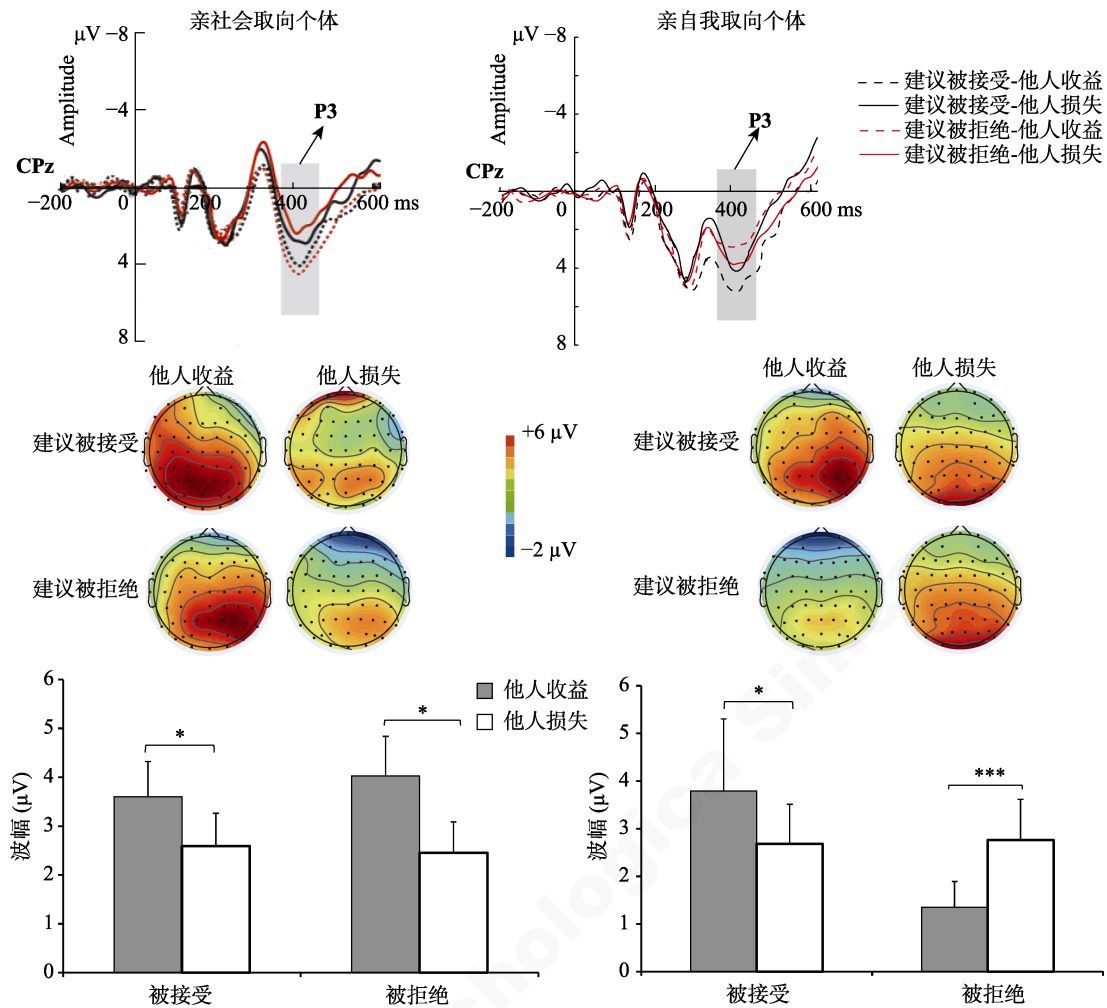 亲社会取向个体
μV −8
Amplitude
−4
P3
CPz
−200
0
200
400
600 ms
4
8
亲自我取向个体
μV −8
Amplitude
−4
P3
CPz
−200
0
200
400
600 ms
4
8
建议被接受-他人收益
建议被接受-他人损失
建议被拒绝-他人收益
建议被拒绝-他人损失
他人收益
他人损失
建议被接受
建议被拒绝
+6 μV
−2 μV
他人收益
他人损失
建议被接受
建议被拒绝
6
5
4
3
2
1
0
波幅 (μV)
*
*
他人收益
他人损失
被接受
被拒绝
6
5
4
3
2
1
0
波幅 (μV)
*
***
被接受
被拒绝